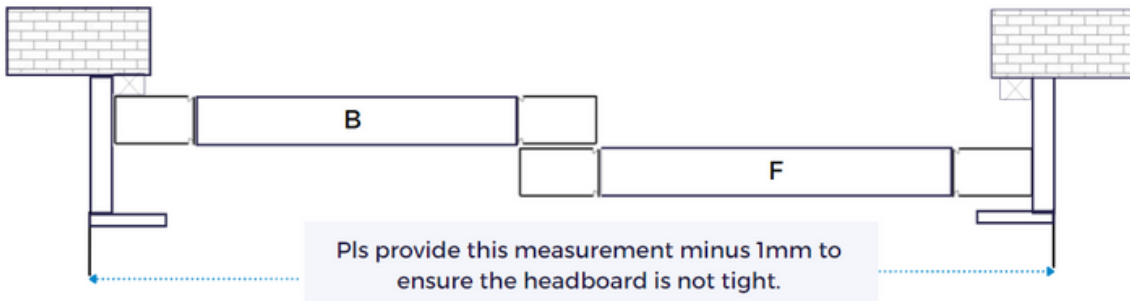 B
F
Pls provide this measurement minus 1mm to
ensure the headboard is not tight.